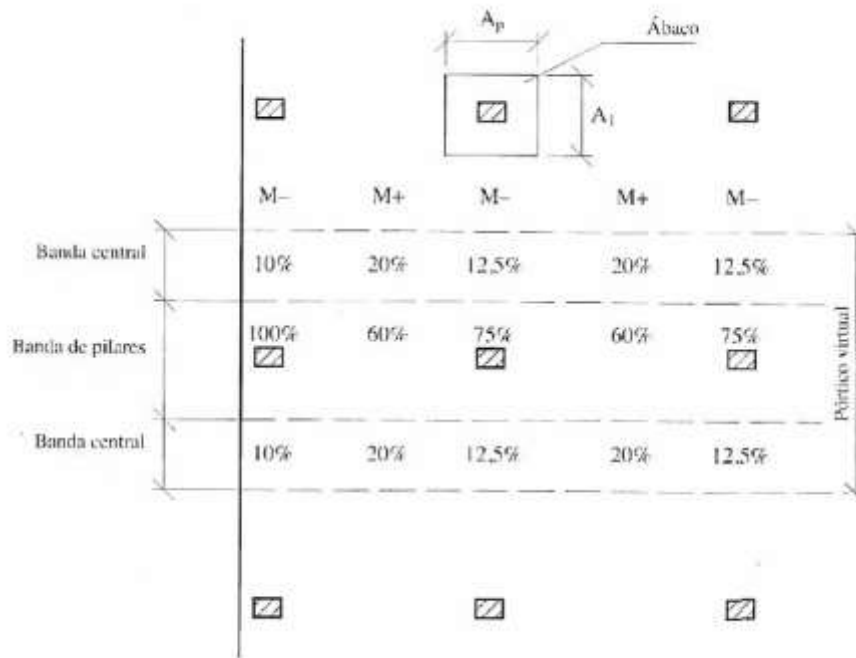 Aₚ
Ábaco
A₁
M– M+ M– M+ M–
Banda central
10% 20% 12,5% 20% 12,5%
Banda de pilares
100% 60% 75% 60% 75%
Pórtico virtual
Banda central
10% 20% 12,5% 20% 12,5%